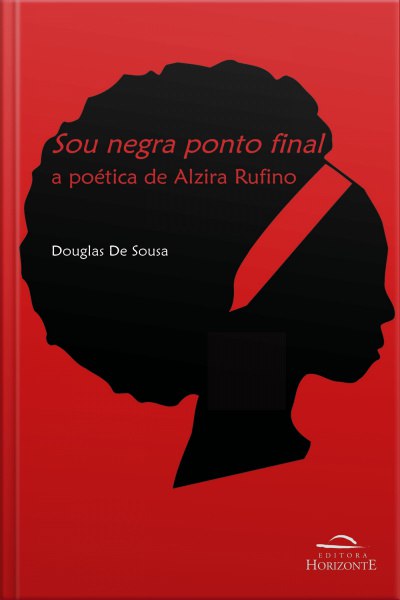 Sou negra ponto final
a poética de Alzira Rufino
Douglas De Sousa
EDITORA
HORIZONTE